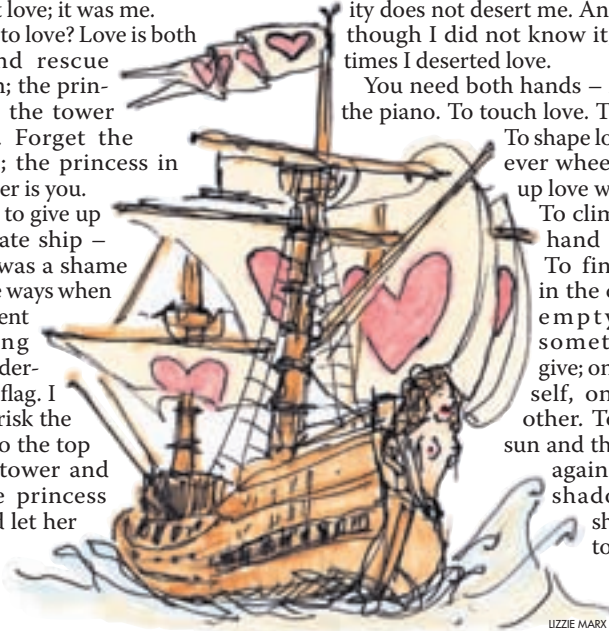 t love; it was me.
to love? Love is both
nd rescue
n; the prin-
the tower
. Forget the
; the princess in
er is you.
to give up
ate ship –
was a shame
e ways when
ent
ng
der-
flag. I
risk the
o the top
tower and
e princess
d let her
ity does not desert me. An
though I did not know it
times I deserted love.
You need both hands –
the piano. To touch love. T
To shape lo
ever whee
up love w
To clin
hand
To fin
in the c
empty
somet
give; on
self, on
other. To
sun and th
again
shado
sh
to
LIZZIE MARX